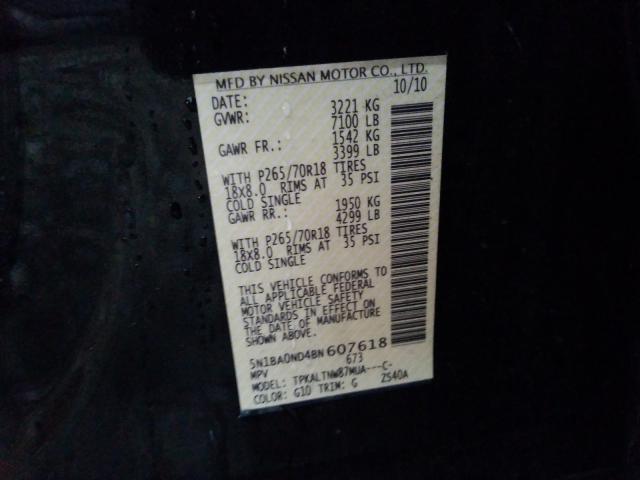 MFD BY NISSAN MOTOR CO., LTD.
DATE: 10/10
GVWR: 3221 KG
7100 LB
GAWR FR.: 1542 KG
3399 LB
WITH P265/70R18 TIRES
18X8.0 RIMS AT 35 PSI
COLD SINGLE
GAWR RR.: 1950 KG
4299 LB
WITH P265/70R18 TIRES
18X8.0 RIMS AT 35 PSI
COLD SINGLE
THIS VEHICLE CONFORMS TO
ALL APPLICABLE FEDERAL
MOTOR VEHICLE SAFETY
STANDARDS IN EFFECT ON
THE DATE OF MANUFACTURE
SHOWN ABOVE.
5N1BA0ND4BN607618
MPV 673
MODEL: TPKALTNW87MUA---C-
COLOR: G10 TRIM: G ZS40A